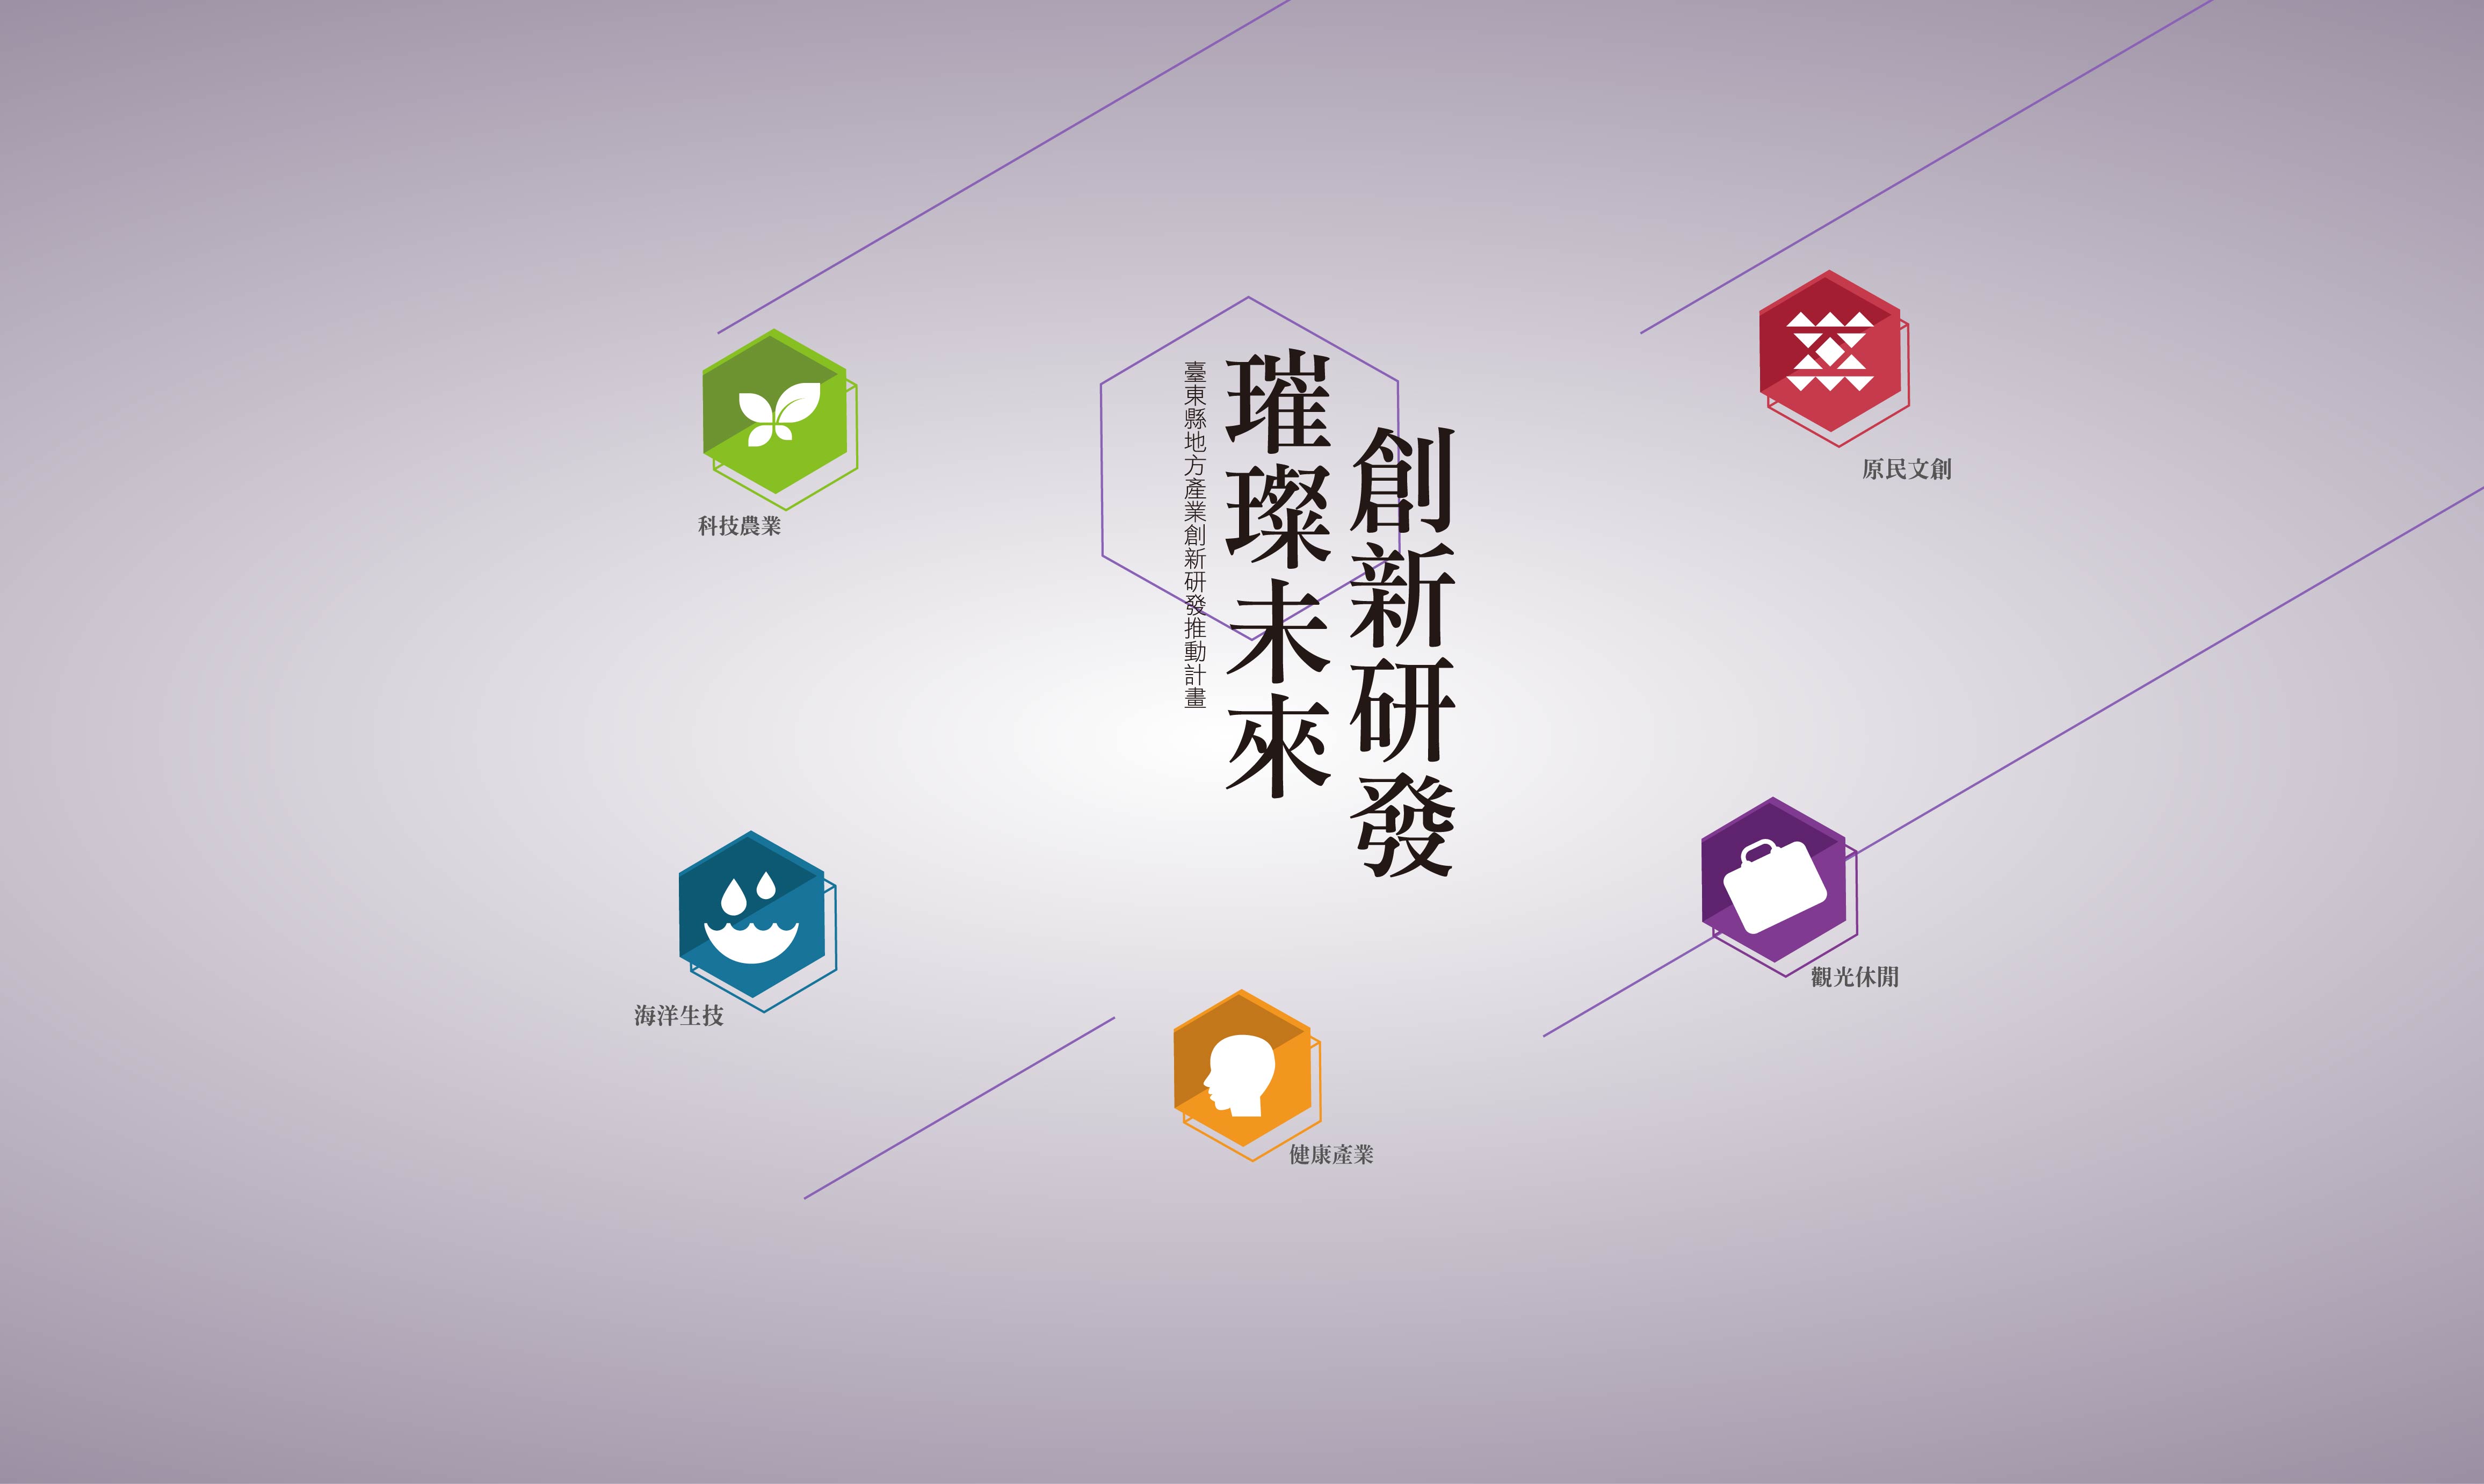 創新研發
璀璨未來
臺東縣地方產業創新研發推動計畫
原民文創
科技農業
觀光休閒
海洋生技
健康產業